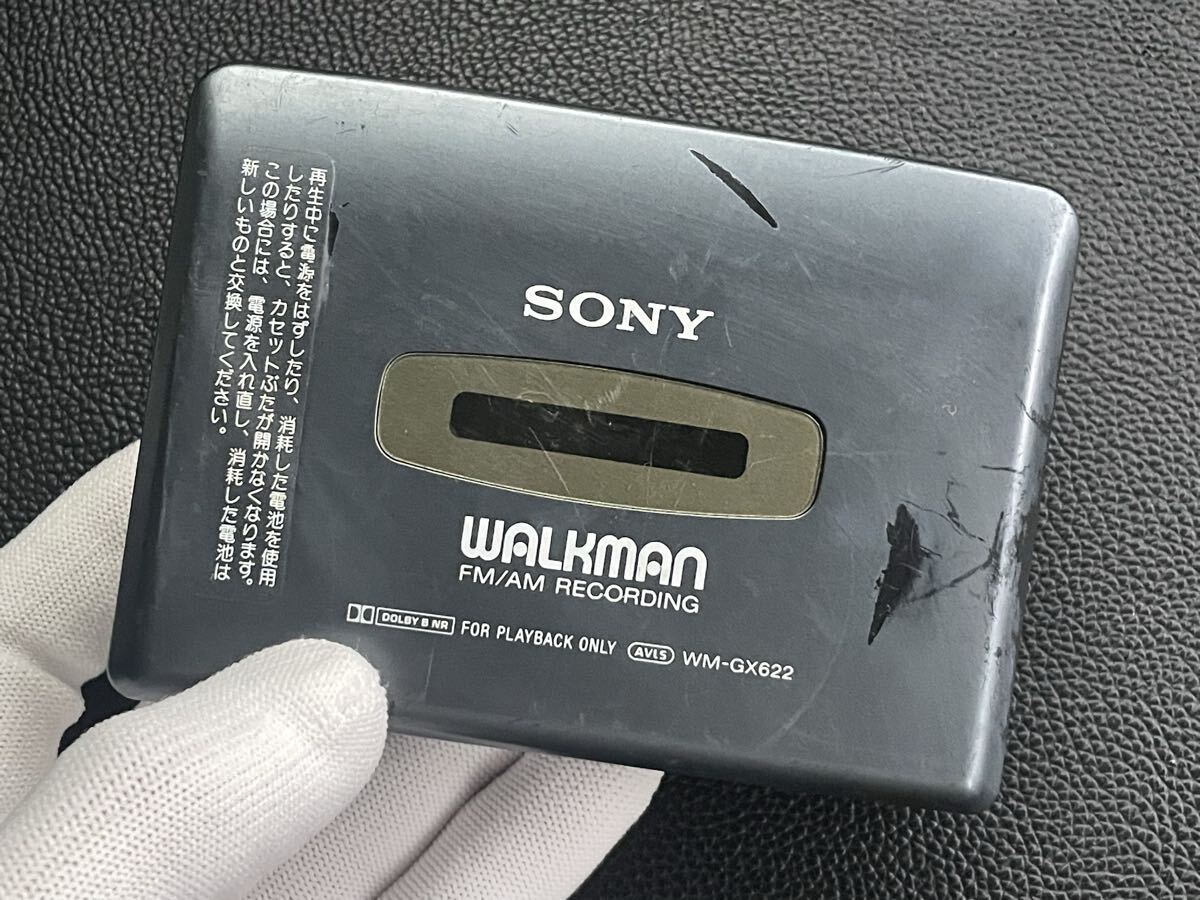 再生中に電源をはずしたり、消耗した電池を使用
したりすると、カセットぶたが開かなくなります。
この場合には、電源を入れ直し、消耗した電池は
新しいものと交換してください。
SONY
WALKMAN
FM/AM RECORDING
DOLBY B NR FOR PLAYBACK ONLY AVLS WM-GX622